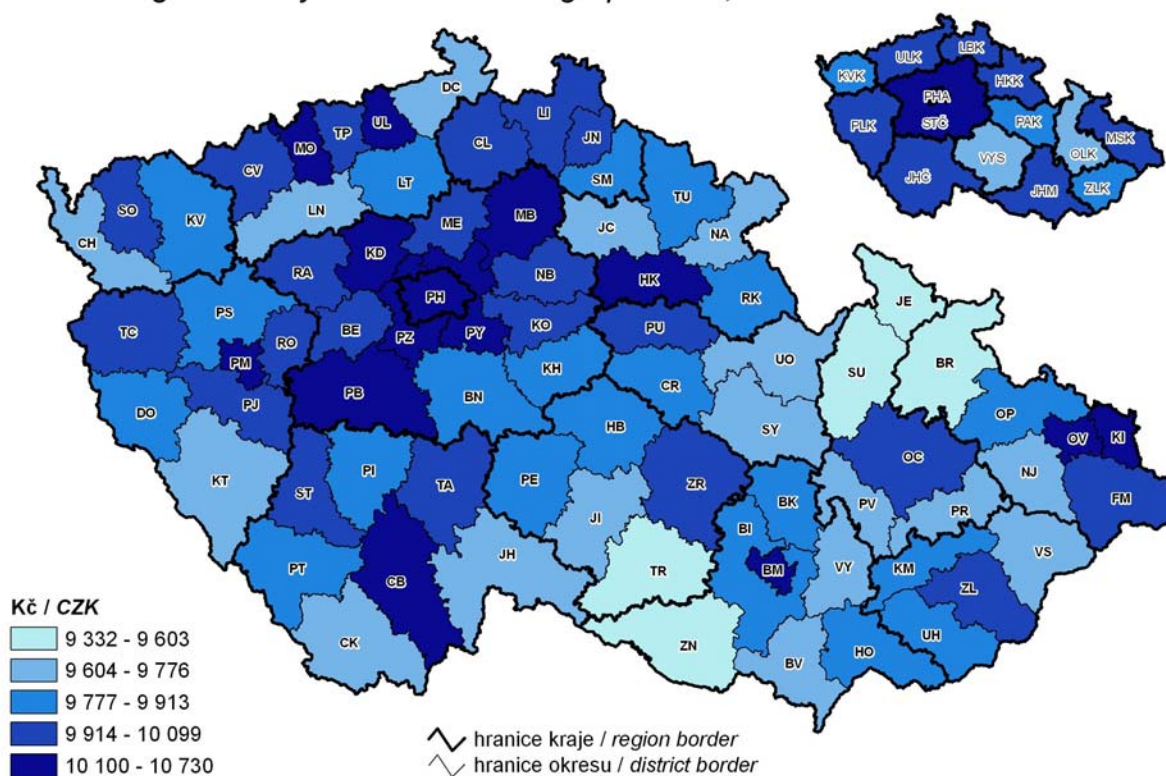 DC
LBK
ULK
KVK
HKK
PHA
PAK
STČ
PLK
MSK
OLK
VYS
JHČ
JHM
ZLK
UL
LI
TP
MO
CL
JN
CV
LT
SM
TU
SO
KV
LN
ME
MB
JC
NA
CH
KD
RA
NB
HK
PH
RK
JE
TC
PS
RO
BE
PZ
PY
KO
PU
UO
BR
PM
SU
PB
BN
KH
CR
DO
PJ
OP
HB
SY
OV
KI
KT
ST
PI
TA
PE
ZR
OC
NJ
FM
JI
BK
PV
PR
BI
VS
PT
CB
JH
TR
BM
VY
KM
ZL
Kč / CZK
9 332 - 9 603
9 604 - 9 776
9 777 - 9 913
9 914 - 10 099
10 100 - 10 730
CK
ZN
BV
HO
UH
hranice kraje / region border
hranice okresu / district border